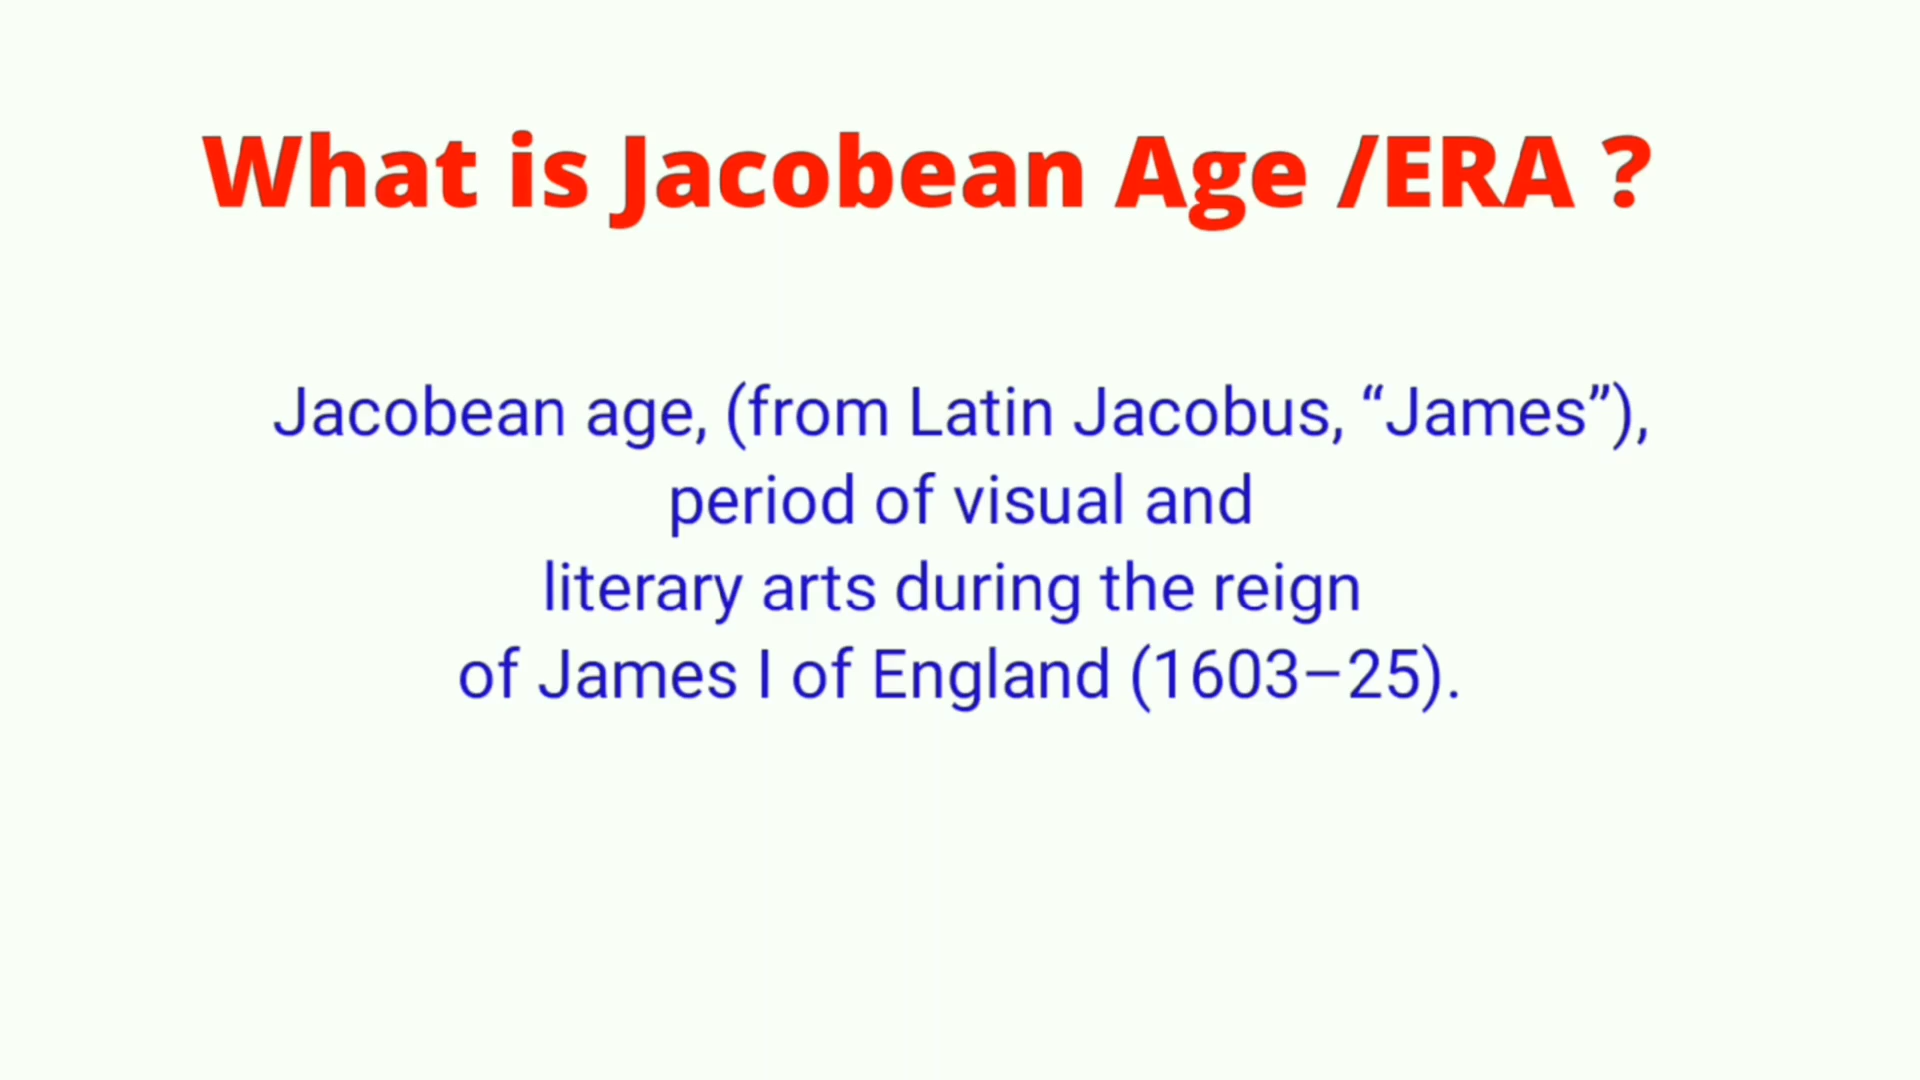 What is Jacobean Age /ERA ?
Jacobean age, (from Latin Jacobus, “James”),
period of visual and
literary arts during the reign
of James I of England (1603–25).